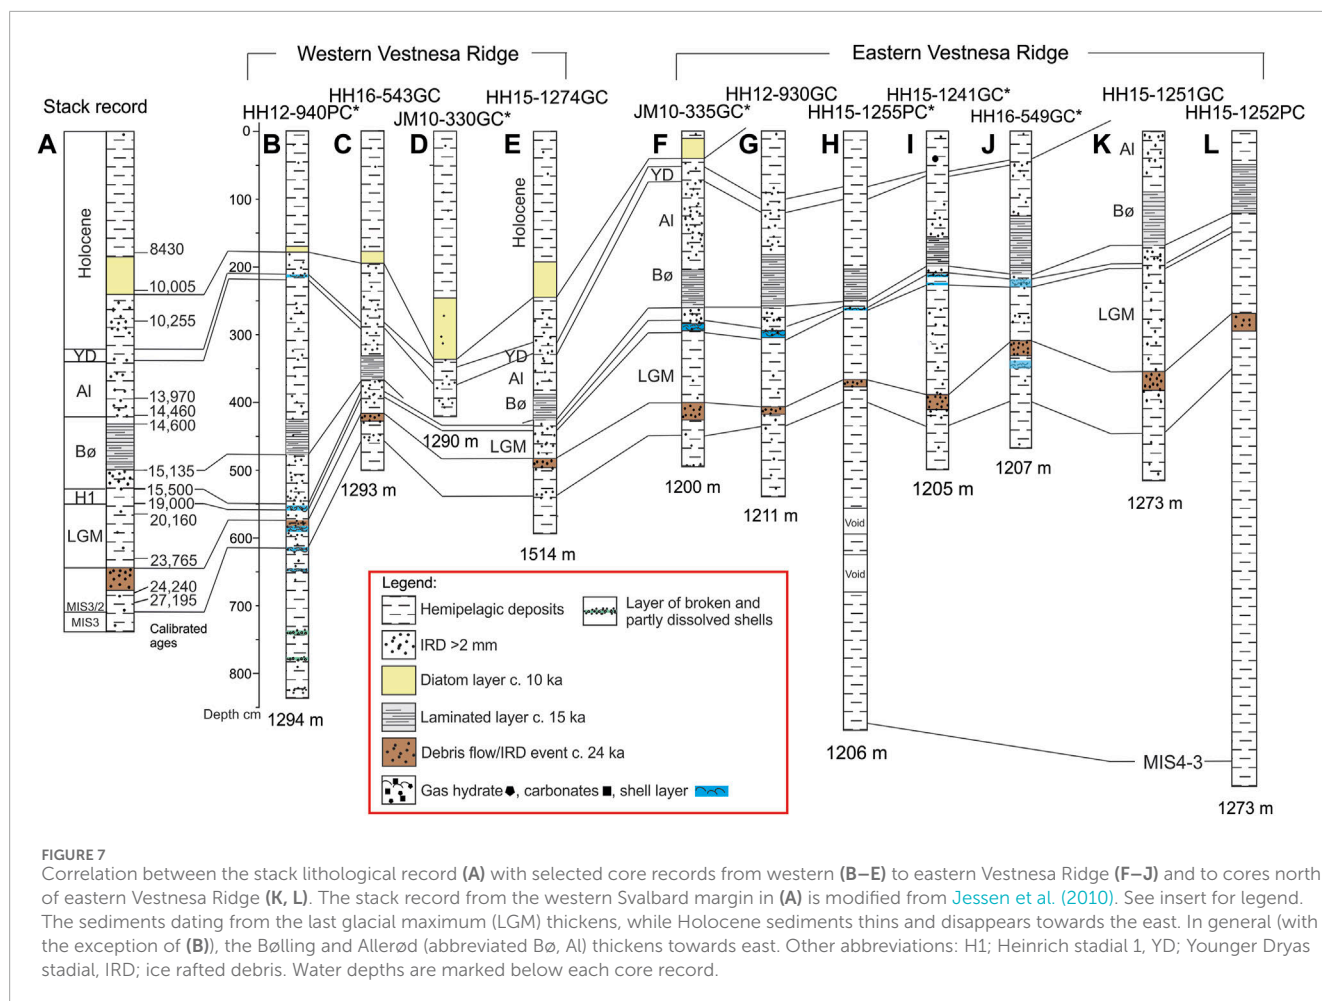 Western Vestnesa Ridge
Eastern Vestnesa Ridge
Stack record
HH12-940PC*
HH16-543GC
JM10-330GC*
HH15-1274GC
JM10-335GC*
HH12-930GC
HH15-1255PC*
HH15-1241GC*
HH16-549GC*
HH15-1251GC
HH15-1252PC
A
B
C
D
E
F
G
H
I
J
K
L
0
100
200
300
400
500
600
700
800
Depth cm
Holocene
YD
Al
Bø
H1
LGM
MIS3/2
MIS3
8430
10,005
10,255
13,970
14,460
14,600
15,135
15,500
19,000
20,160
23,765
24,240
27,195
Calibrated
ages
Holocene
YD
Al
Bø
LGM
YD
Al
Bø
LGM
Al
Bø
LGM
Void
Void
MIS4-3
1294 m
1293 m
1290 m
1514 m
1200 m
1211 m
1206 m
1205 m
1207 m
1273 m
1273 m
Legend:
Hemipelagic deposits
Layer of broken and
partly dissolved shells
IRD >2 mm
Diatom layer c. 10 ka
Laminated layer c. 15 ka
Debris flow/IRD event c. 24 ka
Gas hydrate , carbonates , shell layer
FIGURE 7
Correlation between the stack lithological record (A) with selected core records from western (B–E) to eastern Vestnesa Ridge (F–J) and to cores north
of eastern Vestnesa Ridge (K, L). The stack record from the western Svalbard margin in (A) is modified from Jessen et al. (2010). See insert for legend.
The sediments dating from the last glacial maximum (LGM) thickens, while Holocene sediments thins and disappears towards the east. In general (with
the exception of (B)), the Bølling and Allerød (abbreviated Bø, Al) thickens towards east. Other abbreviations: H1; Heinrich stadial 1, YD; Younger Dryas
stadial, IRD; ice rafted debris. Water depths are marked below each core record.